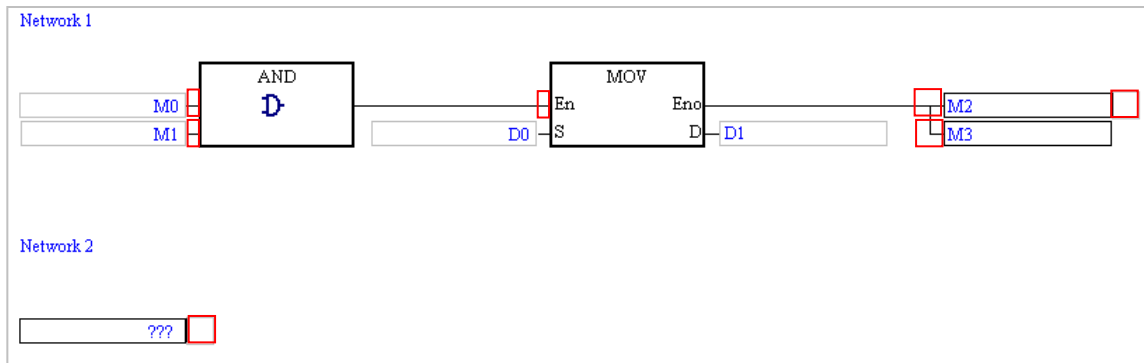 Network 1
AND MOV
M0 En Eno M2
M1 D0 S D D1 M3
Network 2
???